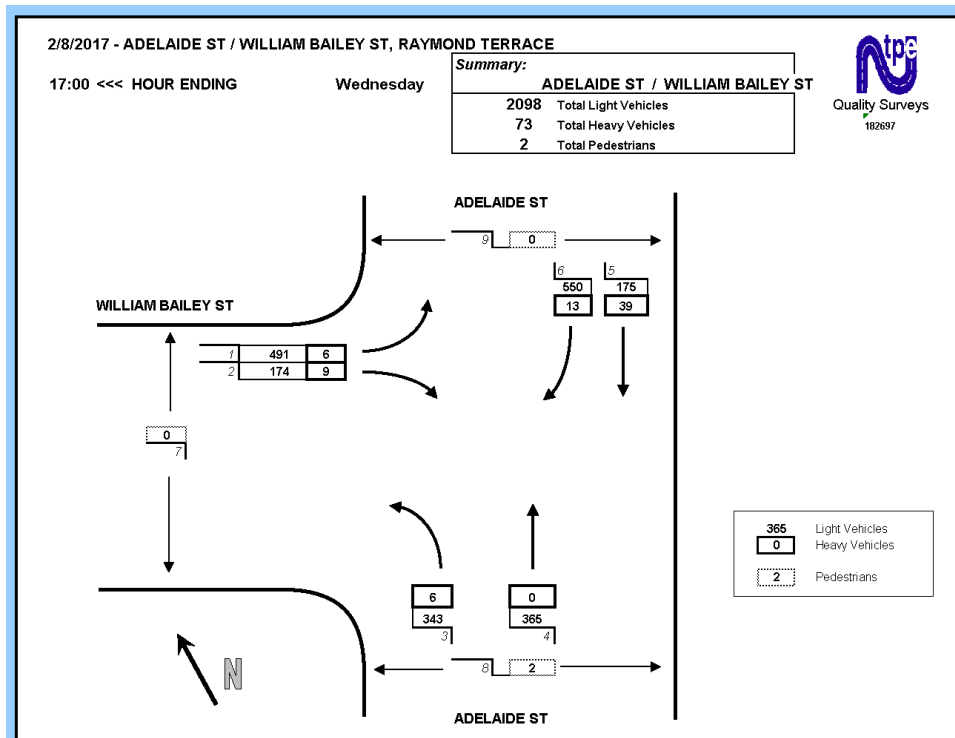 2/8/2017 - ADELAIDE ST / WILLIAM BAILEY ST, RAYMOND TERRACE
17:00 <<< HOUR ENDING
Wednesday
Summary:
ADELAIDE ST / WILLIAM BAILEY ST
2098 Total Light Vehicles
73 Total Heavy Vehicles
2 Total Pedestrians
tpe
Quality Surveys
182697
ADELAIDE ST
9 0
6 5
550 175
13 39
WILLIAM BAILEY ST
1 491 6
2 174 9
0
7
365 Light Vehicles
0 Heavy Vehicles
2 Pedestrians
6 0
343 365
3 4
8 2
N
ADELAIDE ST